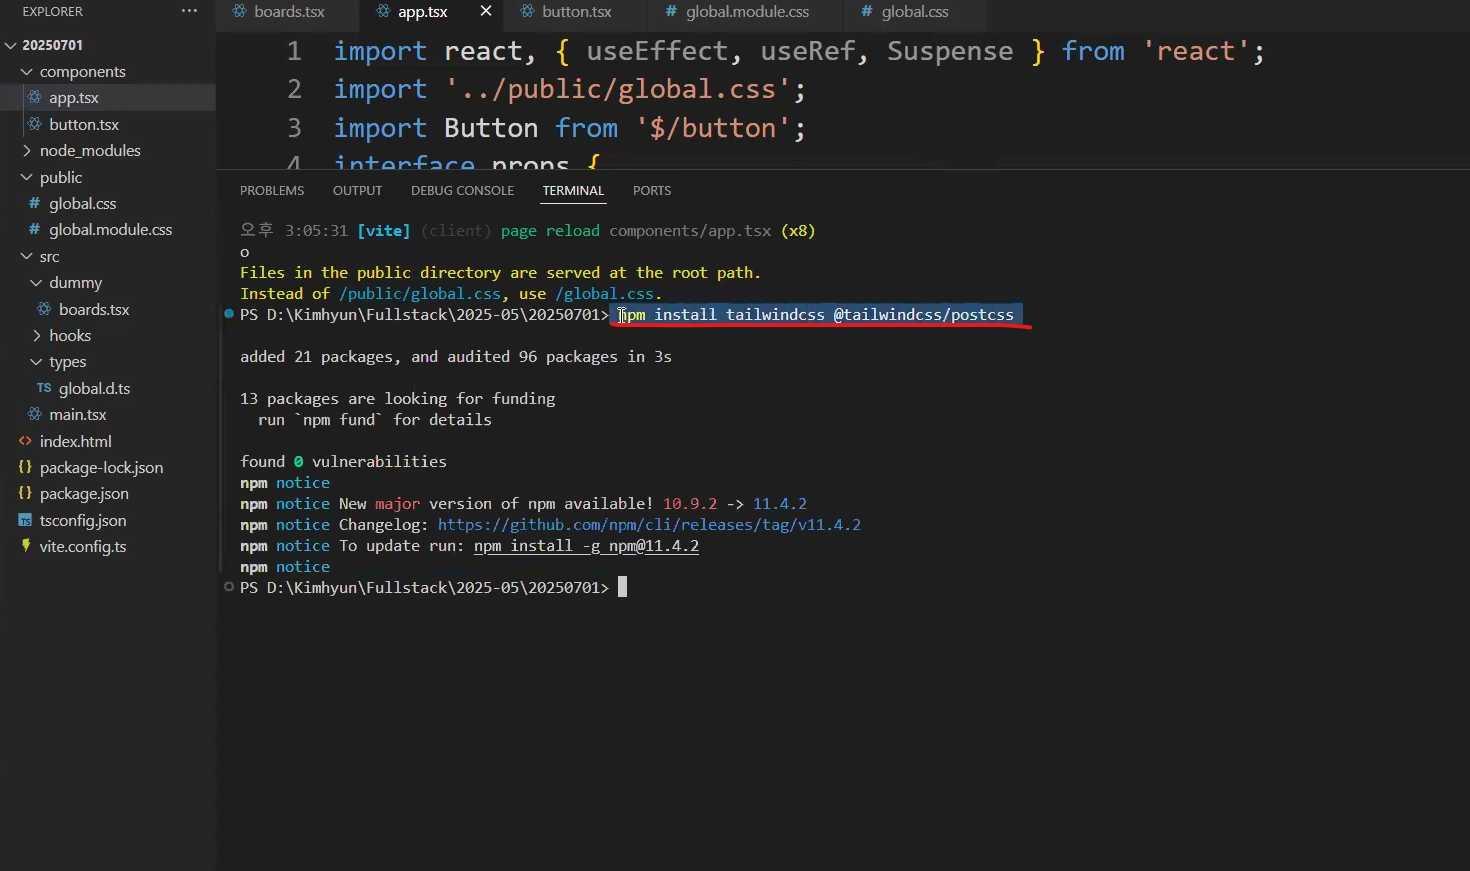 EXPLORER
20250701
components
app.tsx
button.tsx
node_modules
public
global.css
global.module.css
src
dummy
boards.tsx
hooks
types
TS global.d.ts
main.tsx
index.html
package-lock.json
package.json
tsconfig.json
vite.config.ts
boards.tsx app.tsx button.tsx global.module.css global.css
1 import react, { useEffect, useRef, Suspense } from 'react';
2 import '../public/global.css';
3 import Button from '$/button';
4 interface props {
PROBLEMS OUTPUT DEBUG CONSOLE TERMINAL PORTS
오후 3:05:31 [vite] (client) page reload components/app.tsx (x8)
o
Files in the public directory are served at the root path.
Instead of /public/global.css, use /global.css.
PS D:\Kimhyun\Fullstack\2025-05\20250701> npm install tailwindcss @tailwindcss/postcss
added 21 packages, and audited 96 packages in 3s
13 packages are looking for funding
run `npm fund` for details
found 0 vulnerabilities
npm notice
npm notice New major version of npm available! 10.9.2 -> 11.4.2
npm notice Changelog: https://github.com/npm/cli/releases/tag/v11.4.2
npm notice To update run: npm install -g npm@11.4.2
npm notice
PS D:\Kimhyun\Fullstack\2025-05\20250701>